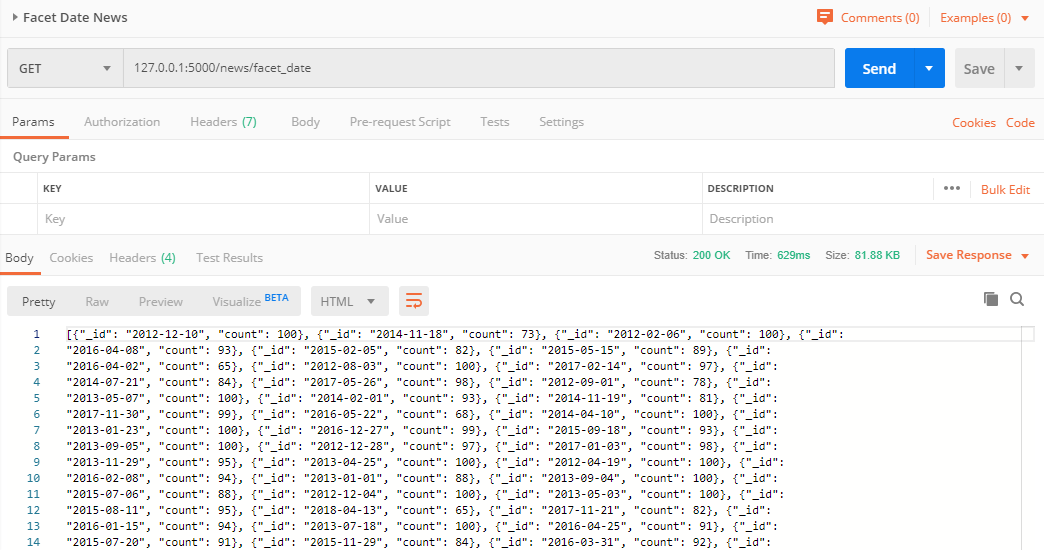 Facet Date News
Comments (0) Examples (0)
GET 127.0.0.1:5000/news/facet_date Send Save
Params Authorization Headers (7) Body Pre-request Script Tests Settings Cookies Code
Query Params
KEY VALUE DESCRIPTION ••• Bulk Edit
Key Value Description
Body Cookies Headers (4) Test Results Status: 200 OK Time: 629ms Size: 81.88 KB Save Response
Pretty Raw Preview Visualize BETA HTML
1 [{"_id": "2012-12-10", "count": 100}, {"_id": "2014-11-18", "count": 73}, {"_id": "2012-02-06", "count": 100}, {"_id":
2 "2016-04-08", "count": 93}, {"_id": "2015-02-05", "count": 82}, {"_id": "2015-05-15", "count": 89}, {"_id":
3 "2016-04-02", "count": 65}, {"_id": "2012-08-03", "count": 100}, {"_id": "2017-02-14", "count": 97}, {"_id":
4 "2014-07-21", "count": 84}, {"_id": "2017-05-26", "count": 98}, {"_id": "2012-09-01", "count": 78}, {"_id":
5 "2013-05-07", "count": 100}, {"_id": "2014-02-01", "count": 93}, {"_id": "2014-11-19", "count": 81}, {"_id":
6 "2017-11-30", "count": 99}, {"_id": "2016-05-22", "count": 68}, {"_id": "2014-04-10", "count": 100}, {"_id":
7 "2013-01-23", "count": 100}, {"_id": "2016-12-27", "count": 99}, {"_id": "2015-09-18", "count": 93}, {"_id":
8 "2013-09-05", "count": 100}, {"_id": "2012-12-28", "count": 97}, {"_id": "2017-01-03", "count": 98}, {"_id":
9 "2013-11-29", "count": 95}, {"_id": "2013-04-25", "count": 100}, {"_id": "2012-04-19", "count": 100}, {"_id":
10 "2016-02-08", "count": 94}, {"_id": "2013-01-01", "count": 88}, {"_id": "2013-09-04", "count": 100}, {"_id":
11 "2015-07-06", "count": 88}, {"_id": "2012-12-04", "count": 100}, {"_id": "2013-05-03", "count": 100}, {"_id":
12 "2015-08-11", "count": 95}, {"_id": "2018-04-13", "count": 65}, {"_id": "2017-11-21", "count": 82}, {"_id":
13 "2016-01-15", "count": 94}, {"_id": "2013-07-18", "count": 100}, {"_id": "2016-04-25", "count": 91}, {"_id":
14 "2015-07-20", "count": 91}, {"_id": "2015-11-29", "count": 84}, {"_id": "2016-03-31", "count": 92}, {"_id":